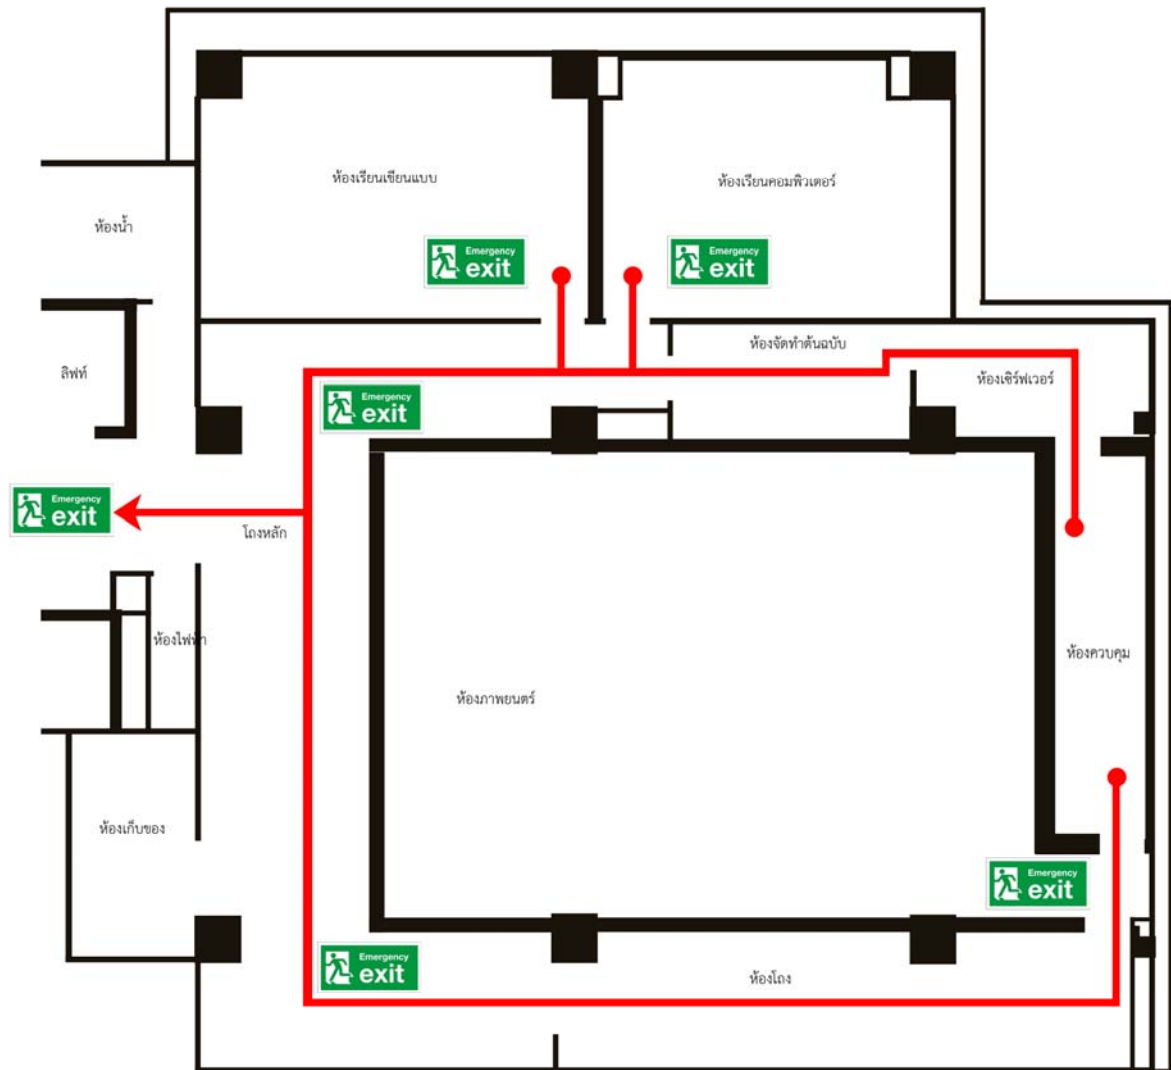 ห้องเรียนเขียนแบบ
ห้องเรียนคอมพิวเตอร์
ห้องน้ำ
Emergency
exit
Emergency
exit
ห้องจัดทำต้นฉบับ
ลิฟท์
ห้องเซิร์ฟเวอร์
Emergency
exit
Emergency
exit
โถงหลัก
ห้องไฟฟ้า
ห้องควบคุม
ห้องภาพยนตร์
ห้องเก็บของ
Emergency
exit
Emergency
exit
ห้องโถง